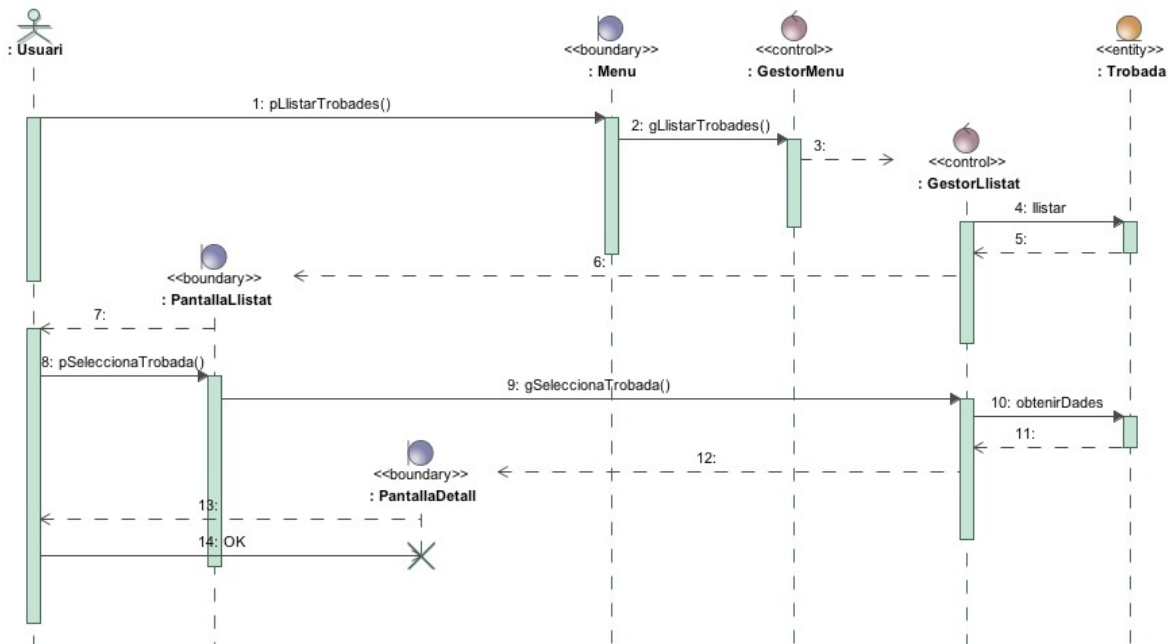 : Usuari
<<boundary>>
: Menu
<<control>>
: GestorMenu
<<entity>>
: Trobada
1: pLlistarTrobades()
2: gLlistarTrobades()
3:
<<control>>
: GestorLlistat
4: llistar
5:
6:
<<boundary>>
: PantallaLlistat
7:
8: pSeleccionaTrobada()
9: gSeleccionaTrobada()
10: obtenirDades
11:
12:
<<boundary>>
: PantallaDetall
13:
14: OK